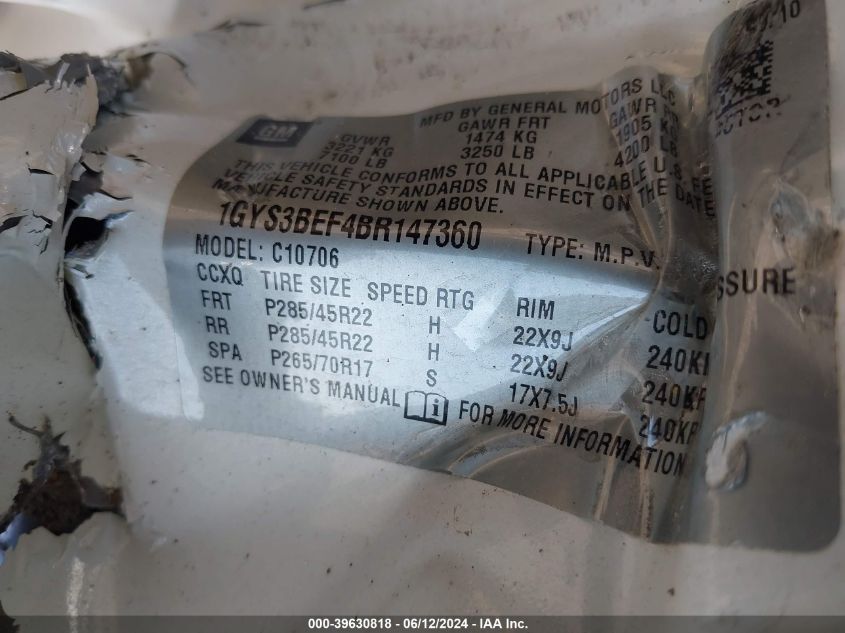 GM
MFD BY GENERAL MOTORS LLC
GVWR GAWR FRT GAWR RR
3221 KG 1474 KG 1905 KG
7100 LB 3250 LB 4200 LB
THIS VEHICLE CONFORMS TO ALL APPLICABLE U.S. FE
VEHICLE SAFETY STANDARDS IN EFFECT ON THE DATE
MANUFACTURE SHOWN ABOVE.
1GYS3BEF4BR147360 TYPE: M.P.V.
MODEL: C10706
CCXQ TIRE SIZE SPEED RTG RIM COLD SSURE
FRT P285/45R22 H 22X9J 240KP
RR P285/45R22 H 22X9J 240KP
SPA P265/70R17 S 17X7.5J 240KP
SEE OWNER'S MANUAL i FOR MORE INFORMATION
000-39630818 - 06/12/2024 - IAA Inc.